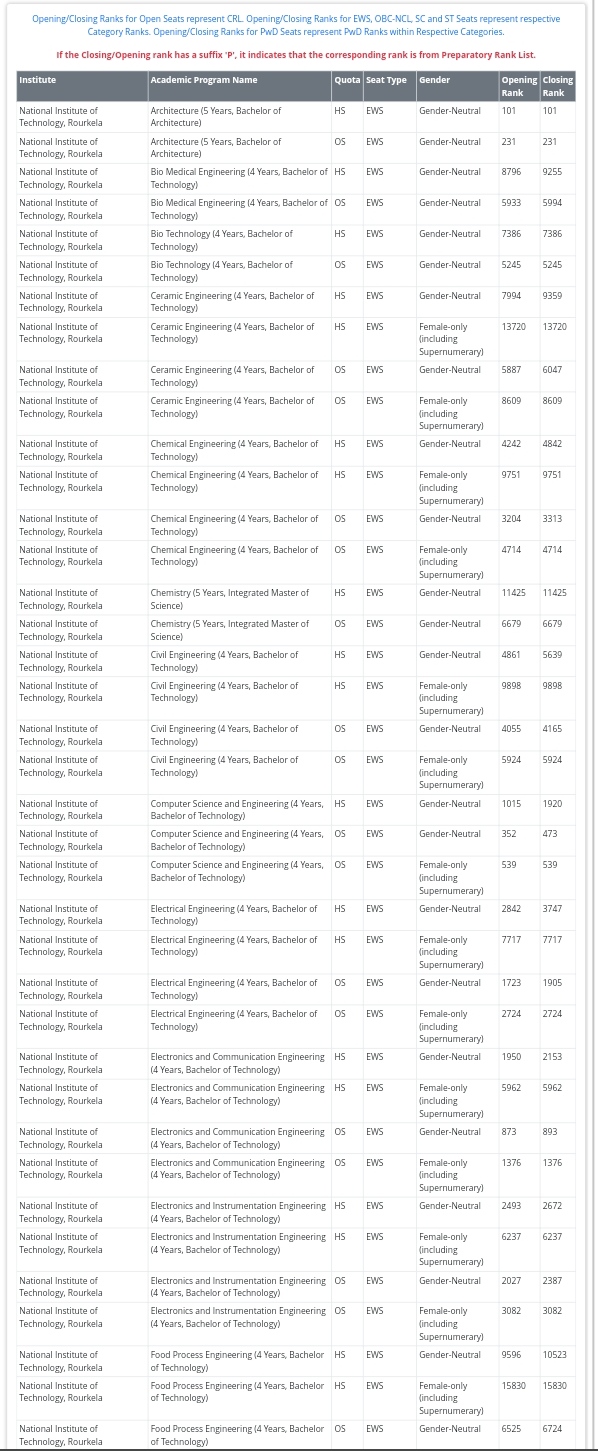 Opening/Closing Ranks for Open Seats represent CRL. Opening/Closing Ranks for EWS, OBC-NCL, SC and ST Seats represent respective
Category Ranks. Opening/Closing Ranks for PwD Seats represent PwD Ranks within Respective Categories.
If the Closing/Opening rank has a suffix 'P', it indicates that the corresponding rank is from Preparatory Rank List.
Institute Academic Program Name Quota Seat Type Gender Opening Closing
Rank Rank
National Institute of Architecture (5 Years, Bachelor of HS EWS Gender-Neutral 101 101
Technology, Rourkela Architecture)
National Institute of Architecture (5 Years, Bachelor of OS EWS Gender-Neutral 231 231
Technology, Rourkela Architecture)
National Institute of Bio Medical Engineering (4 Years, Bachelor of HS EWS Gender-Neutral 8796 9255
Technology, Rourkela Technology)
National Institute of Bio Medical Engineering (4 Years, Bachelor of OS EWS Gender-Neutral 5933 5994
Technology, Rourkela Technology)
National Institute of Bio Technology (4 Years, Bachelor of HS EWS Gender-Neutral 7386 7386
Technology, Rourkela Technology)
National Institute of Bio Technology (4 Years, Bachelor of OS EWS Gender-Neutral 5245 5245
Technology, Rourkela Technology)
National Institute of Ceramic Engineering (4 Years, Bachelor of HS EWS Gender-Neutral 7994 9359
Technology, Rourkela Technology)
National Institute of Ceramic Engineering (4 Years, Bachelor of HS EWS Female-only 13720 13720
Technology, Rourkela Technology) (including
Supernumerary)
National Institute of Ceramic Engineering (4 Years, Bachelor of OS EWS Gender-Neutral 5887 6047
Technology, Rourkela Technology)
National Institute of Ceramic Engineering (4 Years, Bachelor of OS EWS Female-only 8609 8609
Technology, Rourkela Technology) (including
Supernumerary)
National Institute of Chemical Engineering (4 Years, Bachelor of HS EWS Gender-Neutral 4242 4842
Technology, Rourkela Technology)
National Institute of Chemical Engineering (4 Years, Bachelor of HS EWS Female-only 9751 9751
Technology, Rourkela Technology) (including
Supernumerary)
National Institute of Chemical Engineering (4 Years, Bachelor of OS EWS Gender-Neutral 3204 3313
Technology, Rourkela Technology)
National Institute of Chemical Engineering (4 Years, Bachelor of OS EWS Female-only 4714 4714
Technology, Rourkela Technology) (including
Supernumerary)
National Institute of Chemistry (5 Years, Integrated Master of HS EWS Gender-Neutral 11425 11425
Technology, Rourkela Science)
National Institute of Chemistry (5 Years, Integrated Master of OS EWS Gender-Neutral 6679 6679
Technology, Rourkela Science)
National Institute of Civil Engineering (4 Years, Bachelor of HS EWS Gender-Neutral 4861 5639
Technology, Rourkela Technology)
National Institute of Civil Engineering (4 Years, Bachelor of HS EWS Female-only 9898 9898
Technology, Rourkela Technology) (including
Supernumerary)
National Institute of Civil Engineering (4 Years, Bachelor of OS EWS Gender-Neutral 4055 4165
Technology, Rourkela Technology)
National Institute of Civil Engineering (4 Years, Bachelor of OS EWS Female-only 5924 5924
Technology, Rourkela Technology) (including
Supernumerary)
National Institute of Computer Science and Engineering (4 Years, HS EWS Gender-Neutral 1015 1920
Technology, Rourkela Bachelor of Technology)
National Institute of Computer Science and Engineering (4 Years, OS EWS Gender-Neutral 352 473
Technology, Rourkela Bachelor of Technology)
National Institute of Computer Science and Engineering (4 Years, OS EWS Female-only 539 539
Technology, Rourkela Bachelor of Technology) (including
Supernumerary)
National Institute of Electrical Engineering (4 Years, Bachelor of HS EWS Gender-Neutral 2842 3747
Technology, Rourkela Technology)
National Institute of Electrical Engineering (4 Years, Bachelor of HS EWS Female-only 7717 7717
Technology, Rourkela Technology) (including
Supernumerary)
National Institute of Electrical Engineering (4 Years, Bachelor of OS EWS Gender-Neutral 1723 1905
Technology, Rourkela Technology)
National Institute of Electrical Engineering (4 Years, Bachelor of OS EWS Female-only 2724 2724
Technology, Rourkela Technology) (including
Supernumerary)
National Institute of Electronics and Communication Engineering HS EWS Gender-Neutral 1950 2153
Technology, Rourkela (4 Years, Bachelor of Technology)
National Institute of Electronics and Communication Engineering HS EWS Female-only 5962 5962
Technology, Rourkela (4 Years, Bachelor of Technology) (including
Supernumerary)
National Institute of Electronics and Communication Engineering OS EWS Gender-Neutral 873 893
Technology, Rourkela (4 Years, Bachelor of Technology)
National Institute of Electronics and Communication Engineering OS EWS Female-only 1376 1376
Technology, Rourkela (4 Years, Bachelor of Technology) (including
Supernumerary)
National Institute of Electronics and Instrumentation Engineering HS EWS Gender-Neutral 2493 2672
Technology, Rourkela (4 Years, Bachelor of Technology)
National Institute of Electronics and Instrumentation Engineering HS EWS Female-only 6237 6237
Technology, Rourkela (4 Years, Bachelor of Technology) (including
Supernumerary)
National Institute of Electronics and Instrumentation Engineering OS EWS Gender-Neutral 2027 2387
Technology, Rourkela (4 Years, Bachelor of Technology)
National Institute of Electronics and Instrumentation Engineering OS EWS Female-only 3082 3082
Technology, Rourkela (4 Years, Bachelor of Technology) (including
Supernumerary)
National Institute of Food Process Engineering (4 Years, Bachelor HS EWS Gender-Neutral 9596 10523
Technology, Rourkela of Technology)
National Institute of Food Process Engineering (4 Years, Bachelor HS EWS Female-only 15830 15830
Technology, Rourkela of Technology) (including
Supernumerary)
National Institute of Food Process Engineering (4 Years, Bachelor OS EWS Gender-Neutral 6525 6724
Technology, Rourkela of Technology)